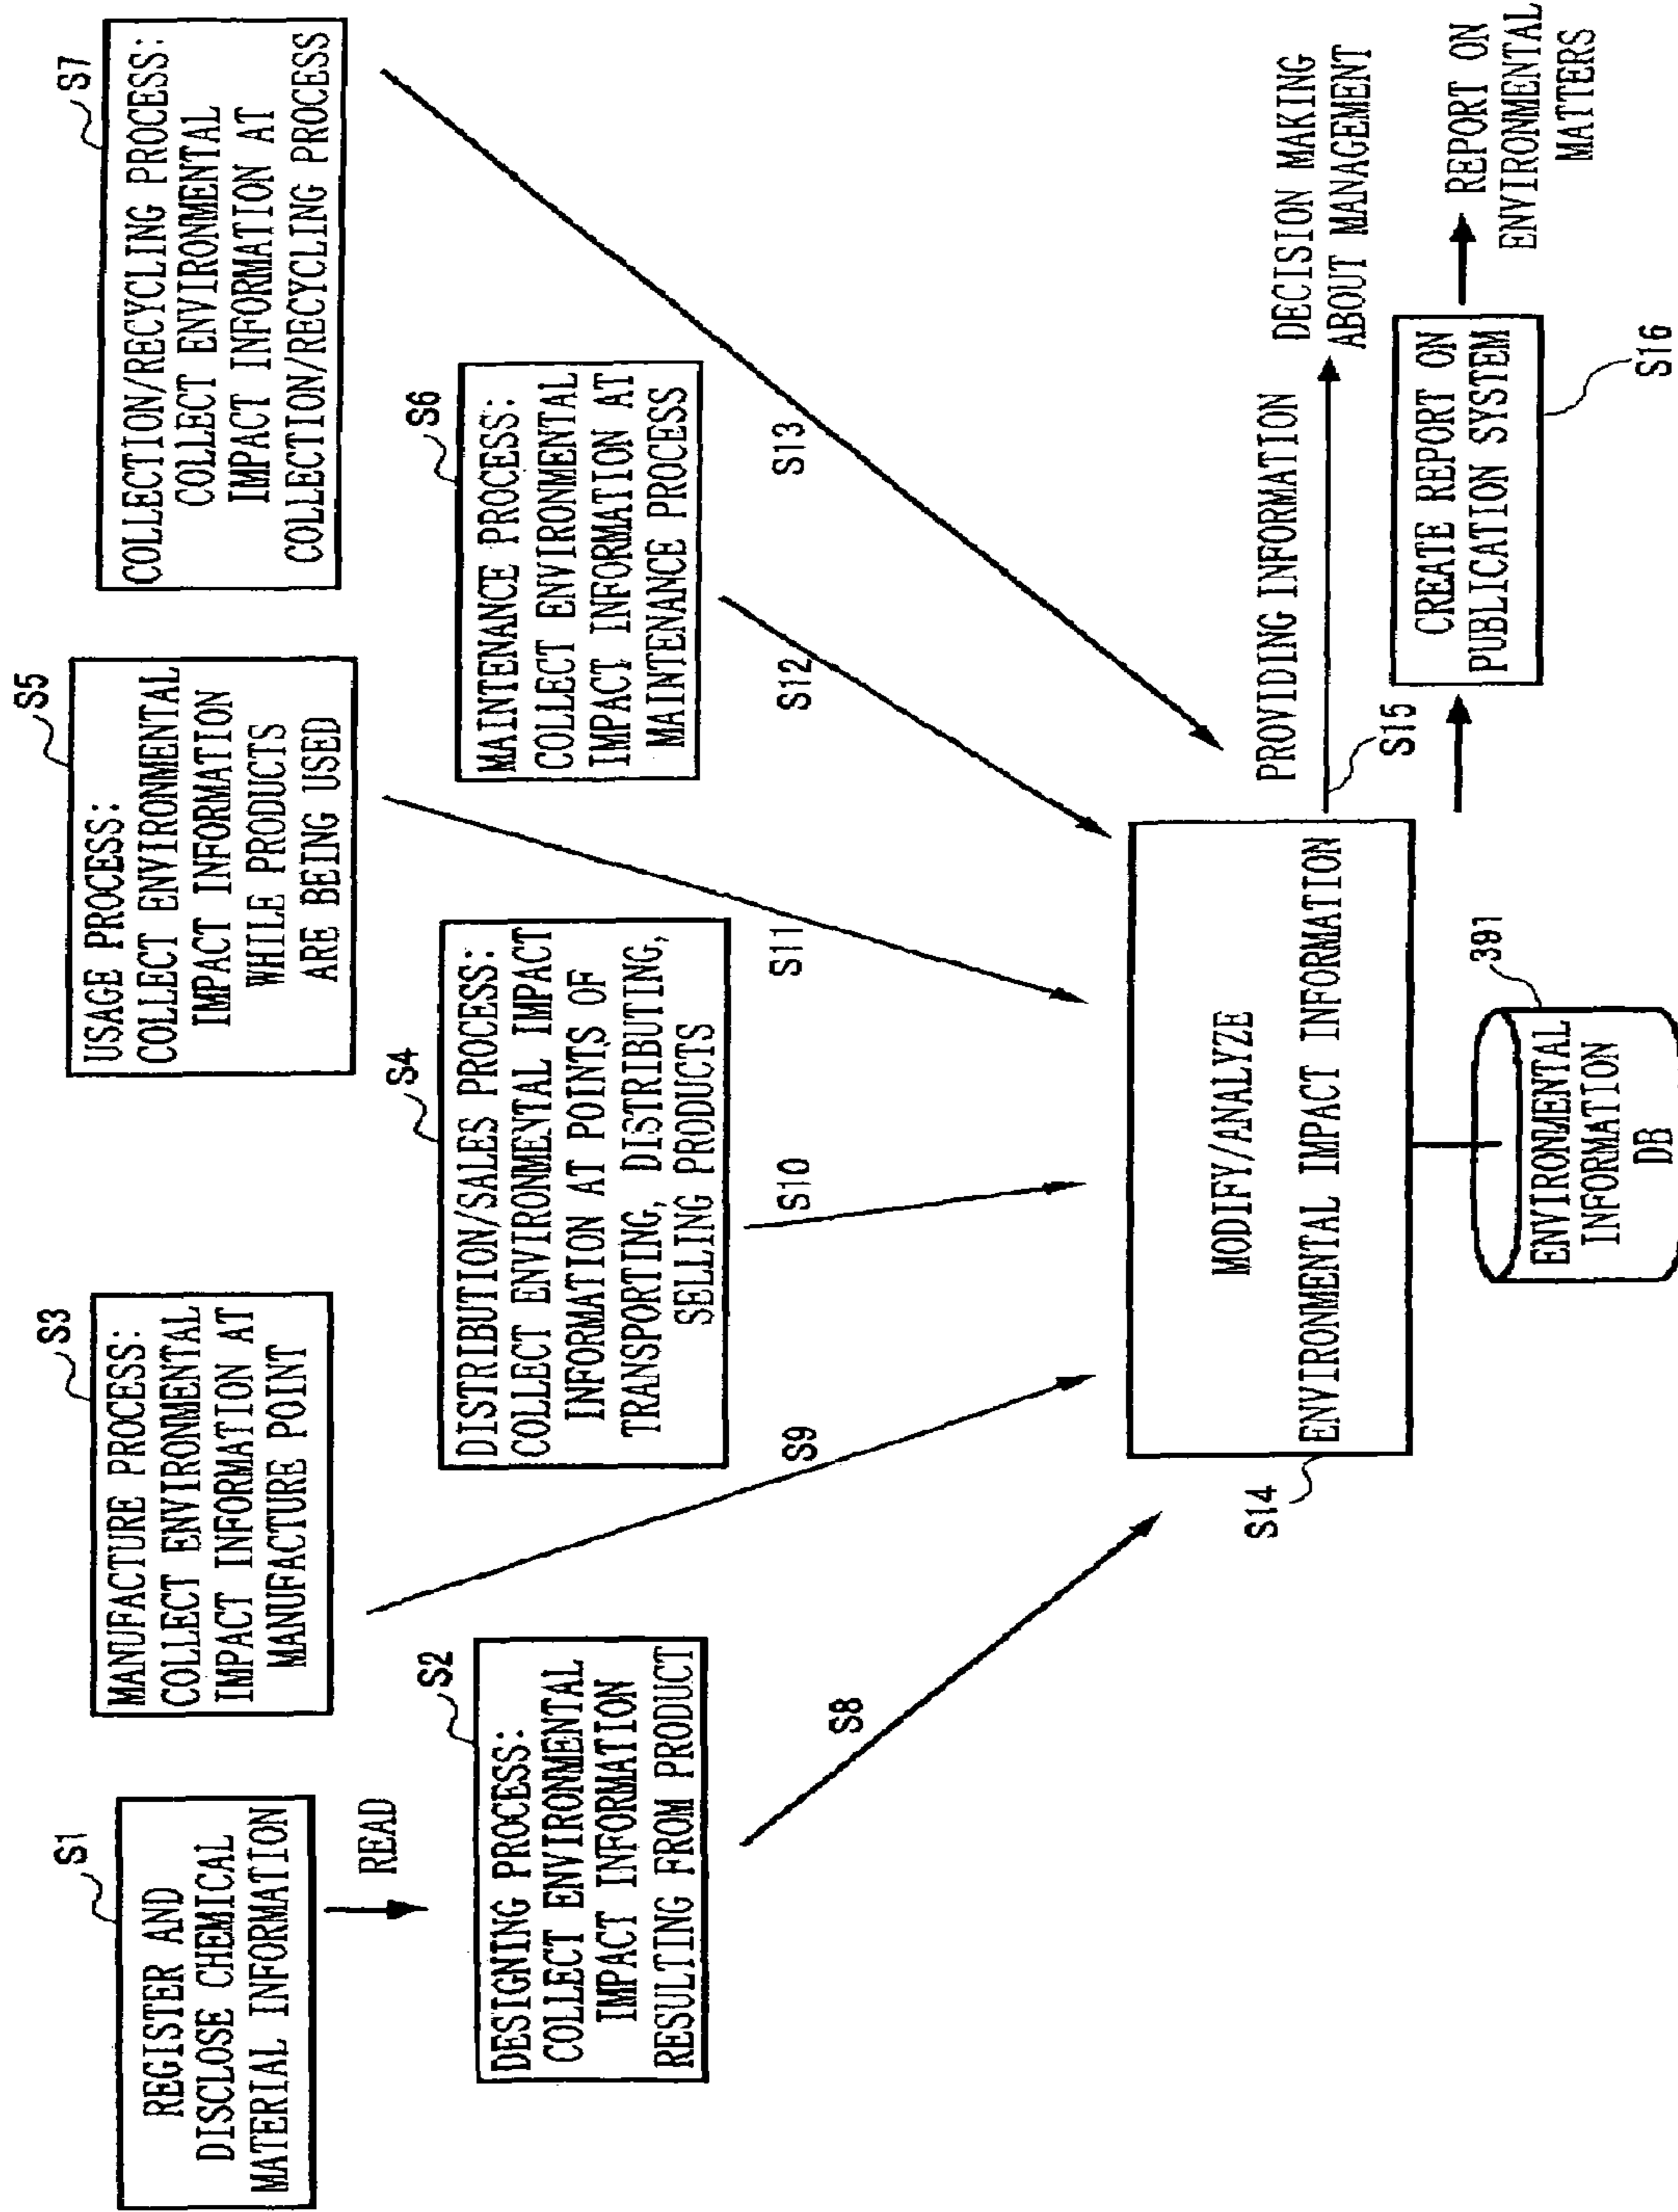 S1
REGISTER AND
DISCLOSE CHEMICAL
MATERIAL INFORMATION
READ
S2
DESIGNING PROCESS:
COLLECT ENVIRONMENTAL
IMPACT INFORMATION
RESULTING FROM PRODUCT
S3
MANUFACTURE PROCESS:
COLLECT ENVIRONMENTAL
IMPACT INFORMATION AT
MANUFACTURE POINT
S4
DISTRIBUTION/SALES PROCESS:
COLLECT ENVIRONMENTAL IMPACT
INFORMATION AT POINTS OF
TRANSPORTING, DISTRIBUTING,
SELLING PRODUCTS
S5
USAGE PROCESS:
COLLECT ENVIRONMENTAL
IMPACT INFORMATION
WHILE PRODUCTS
ARE BEING USED
S6
MAINTENANCE PROCESS:
COLLECT ENVIRONMENTAL
IMPACT INFORMATION AT
MAINTENANCE PROCESS
S7
COLLECTION/RECYCLING PROCESS:
COLLECT ENVIRONMENTAL
IMPACT INFORMATION AT
COLLECTION/RECYCLING PROCESS
S8
S9
S10
S11
S12
S13
S14
MODIFY/ANALYZE
ENVIRONMENTAL IMPACT INFORMATION
391
ENVIRONMENTAL
INFORMATION
DB
PROVIDING INFORMATION
S15
DECISION MAKING
ABOUT MANAGEMENT
CREATE REPORT ON
PUBLICATION SYSTEM
S16
REPORT ON
ENVIRONMENTAL
MATTERS